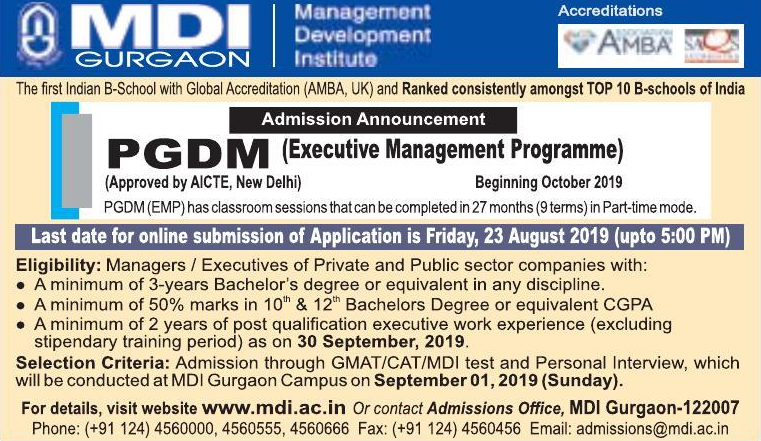 MDI
GURGAON
Management
Development
Institute
Accreditations
ASSOCIATION
AMBA
SAQS
The first Indian B-School with Global Accreditation (AMBA, UK) and Ranked consistently amongst TOP 10 B-schools of India
Admission Announcement
PGDM (Executive Management Programme)
(Approved by AICTE, New Delhi) Beginning October 2019
PGDM (EMP) has classroom sessions that can be completed in 27 months (9 terms) in Part-time mode.
Last date for online submission of Application is Friday, 23 August 2019 (upto 5:00 PM)
Eligibility: Managers / Executives of Private and Public sector companies with:
● A minimum of 3-years Bachelor's degree or equivalent in any discipline.
● A minimum of 50% marks in 10th & 12th Bachelors Degree or equivalent CGPA
● A minimum of 2 years of post qualification executive work experience (excluding
stipendary training period) as on 30 September, 2019.
Selection Criteria: Admission through GMAT/CAT/MDI test and Personal Interview, which
will be conducted at MDI Gurgaon Campus on September 01, 2019 (Sunday).
For details, visit website www.mdi.ac.in Or contact Admissions Office, MDI Gurgaon-122007
Phone: (+91 124) 4560000, 4560555, 4560666 Fax: (+91 124) 4560456 Email: admissions@mdi.ac.in